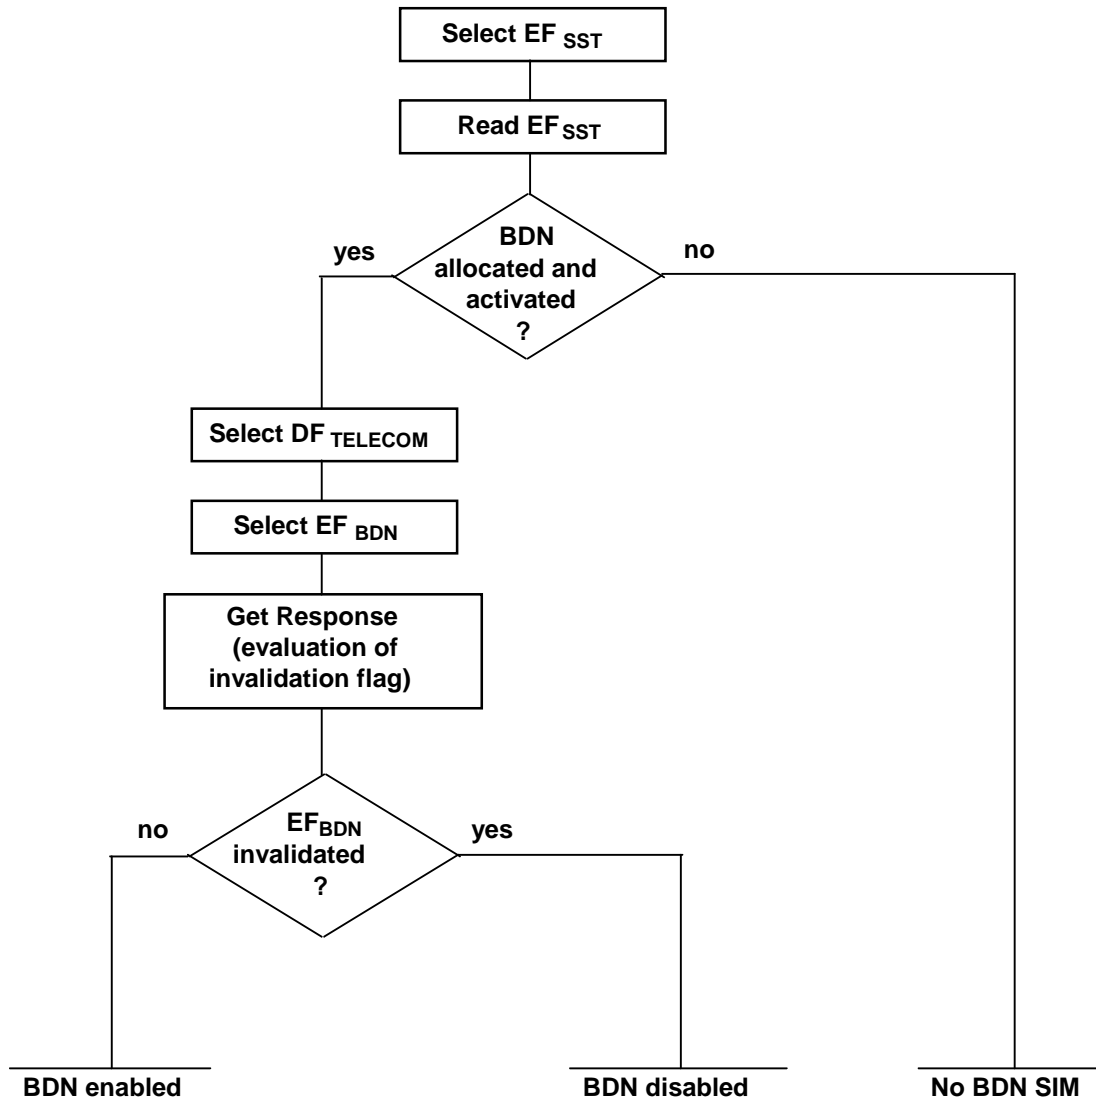 Select EF SST
Read EF SST
BDN
allocated and
activated
?
yes
no
Select DF TELECOM
Select EF BDN
Get Response
(evaluation of
invalidation flag)
EFBDN
invalidated
?
no
yes
BDN enabled
BDN disabled
No BDN SIM